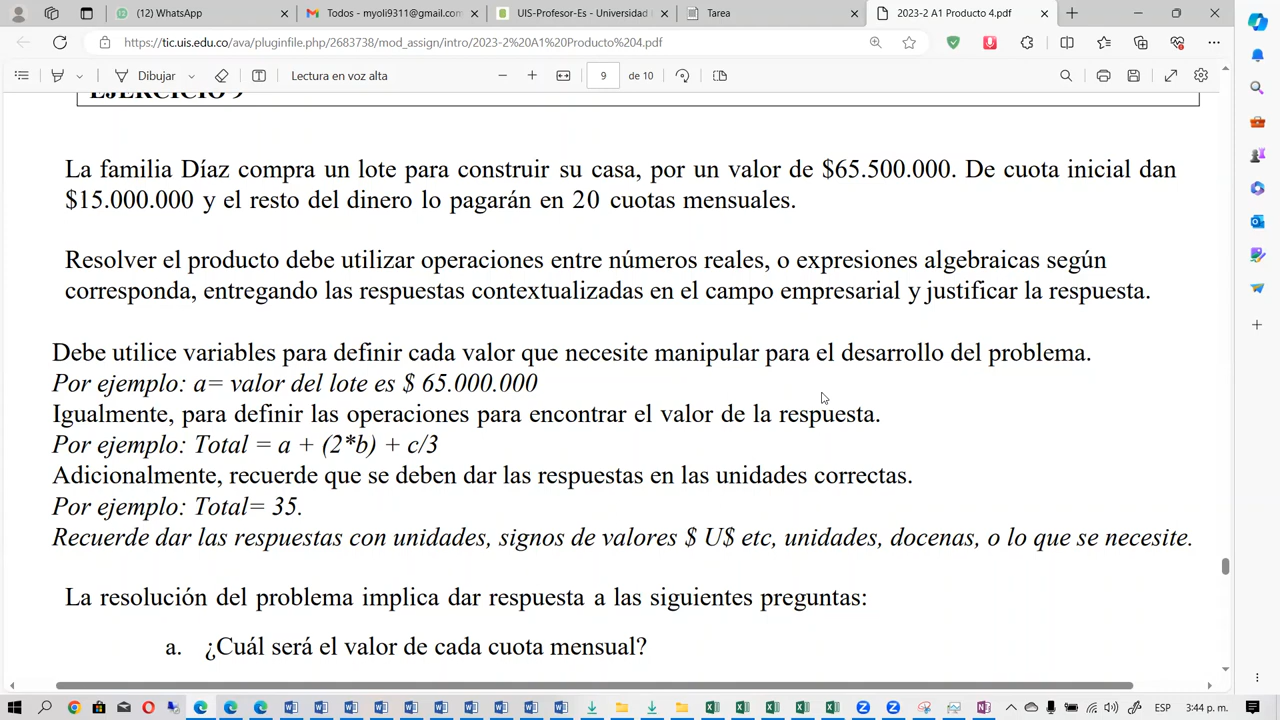 (12) WhatsApp
Todos - myoli9311@gmail.com
UIS-Profesor-Es - Universidad
Tarea
2023-2 A1 Producto 4.pdf
https://tic.uis.edu.co/ava/pluginfile.php/2683738/mod_assign/intro/2023-2%20A1%20Producto%204.pdf
Dibujar
Lectura en voz alta
9 de 10
EJERCICIO 9
La familia Díaz compra un lote para construir su casa, por un valor de $65.500.000. De cuota inicial dan
$15.000.000 y el resto del dinero lo pagarán en 20 cuotas mensuales.
Resolver el producto debe utilizar operaciones entre números reales, o expresiones algebraicas según
corresponda, entregando las respuestas contextualizadas en el campo empresarial y justificar la respuesta.
Debe utilice variables para definir cada valor que necesite manipular para el desarrollo del problema.
Por ejemplo: a= valor del lote es $ 65.000.000
Igualmente, para definir las operaciones para encontrar el valor de la respuesta.
Por ejemplo: Total = a + (2*b) + c/3
Adicionalmente, recuerde que se deben dar las respuestas en las unidades correctas.
Por ejemplo: Total= 35.
Recuerde dar las respuestas con unidades, signos de valores $ U$ etc, unidades, docenas, o lo que se necesite.
La resolución del problema implica dar respuesta a las siguientes preguntas:
a. ¿Cuál será el valor de cada cuota mensual?
ESP
3:44 p. m.